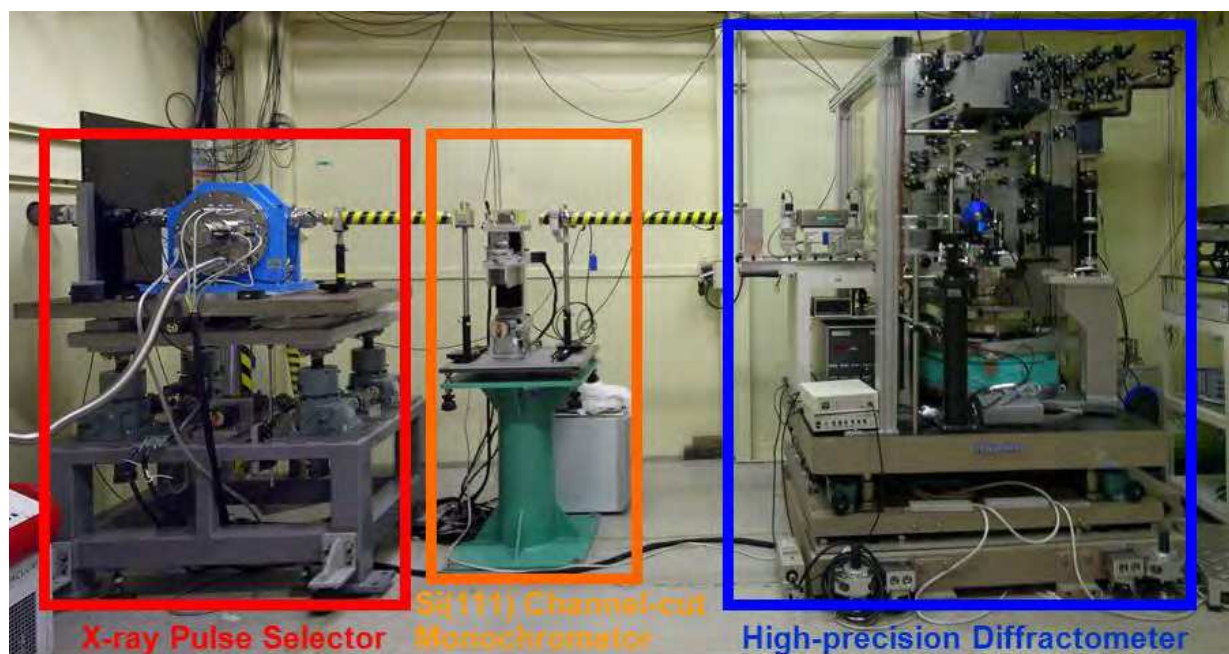 X-ray Pulse Selector
Si(111) Channel-cut
Monochromator
High-precision Diffractometer